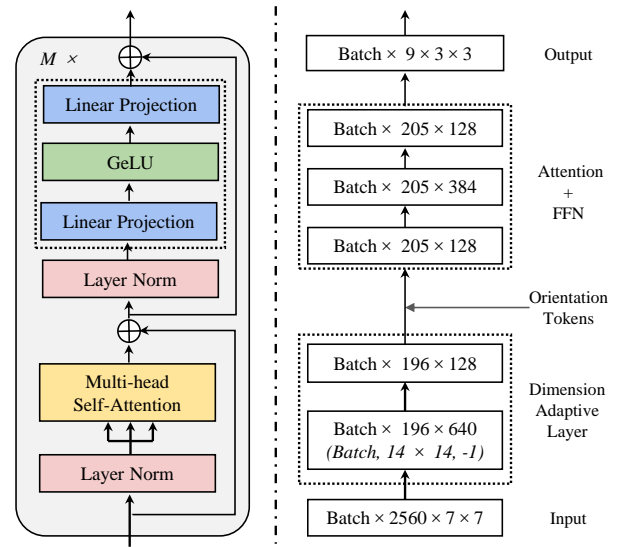 M ×
Linear Projection
GeLU
Linear Projection
Layer Norm
Multi-head
Self-Attention
Layer Norm
Batch × 9 × 3 × 3
Output
Batch × 205 × 128
Batch × 205 × 384
Batch × 205 × 128
Attention
+
FFN
Orientation
Tokens
Batch × 196 × 128
Batch × 196 × 640
(Batch, 14 × 14, -1)
Dimension
Adaptive
Layer
Batch × 2560 × 7 × 7
Input